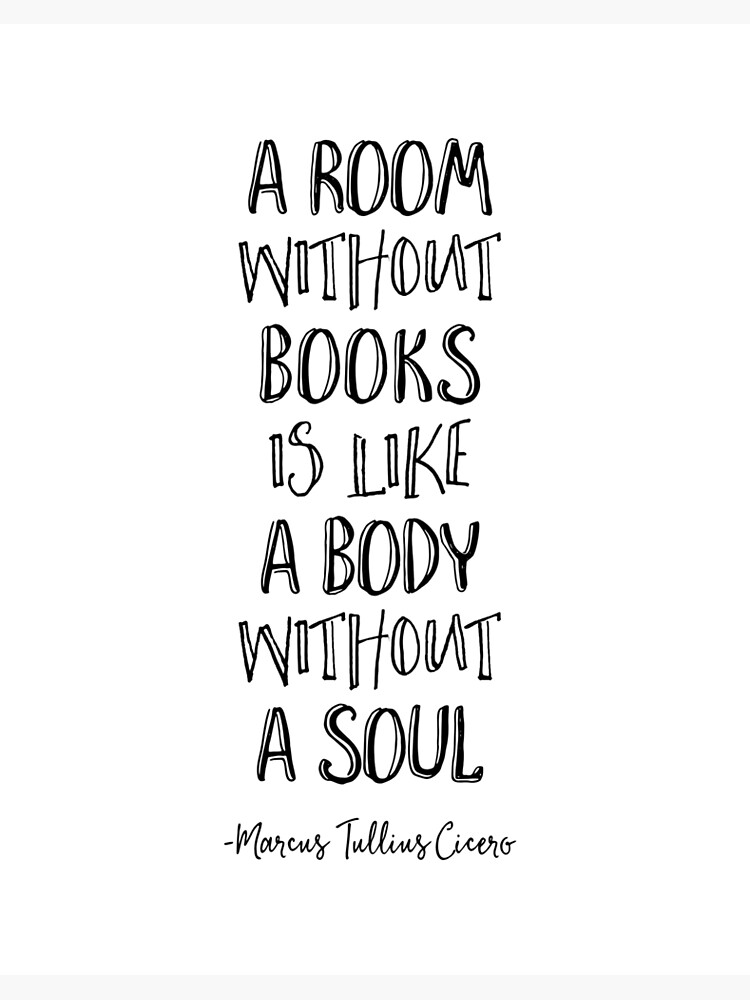 A ROOM
WITHOUT
BOOKS
IS LIKE
A BODY
WITHOUT
A SOUL
-Marcus Tullius Cicero